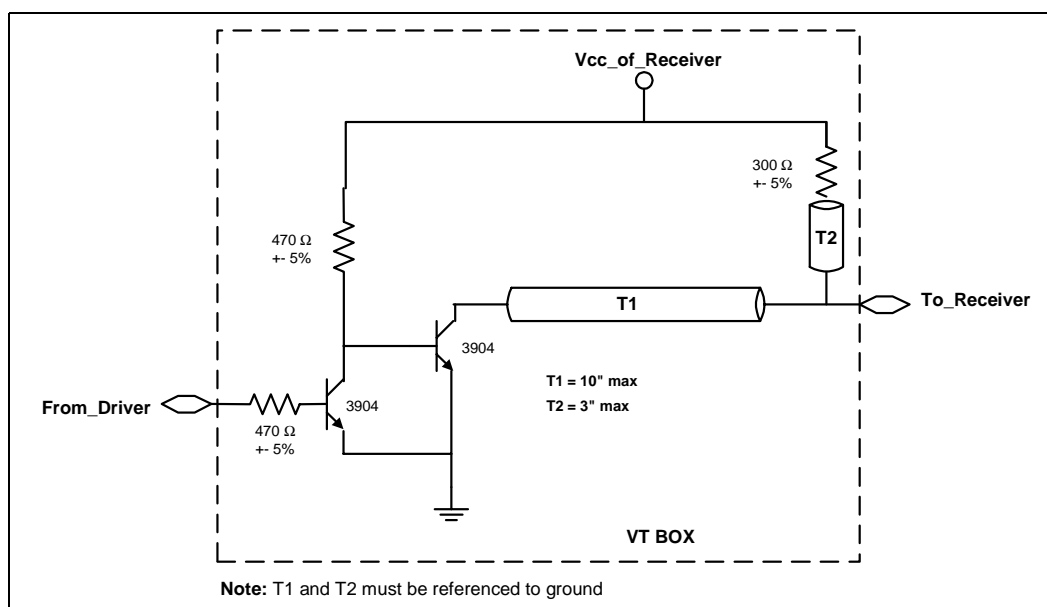 Vcc_of_Receiver
300 Ω
+- 5%
T2
470 Ω
+- 5%
T1
To_Receiver
3904
T1 = 10" max
T2 = 3" max
From_Driver
3904
470 Ω
+- 5%
VT BOX
Note: T1 and T2 must be referenced to ground